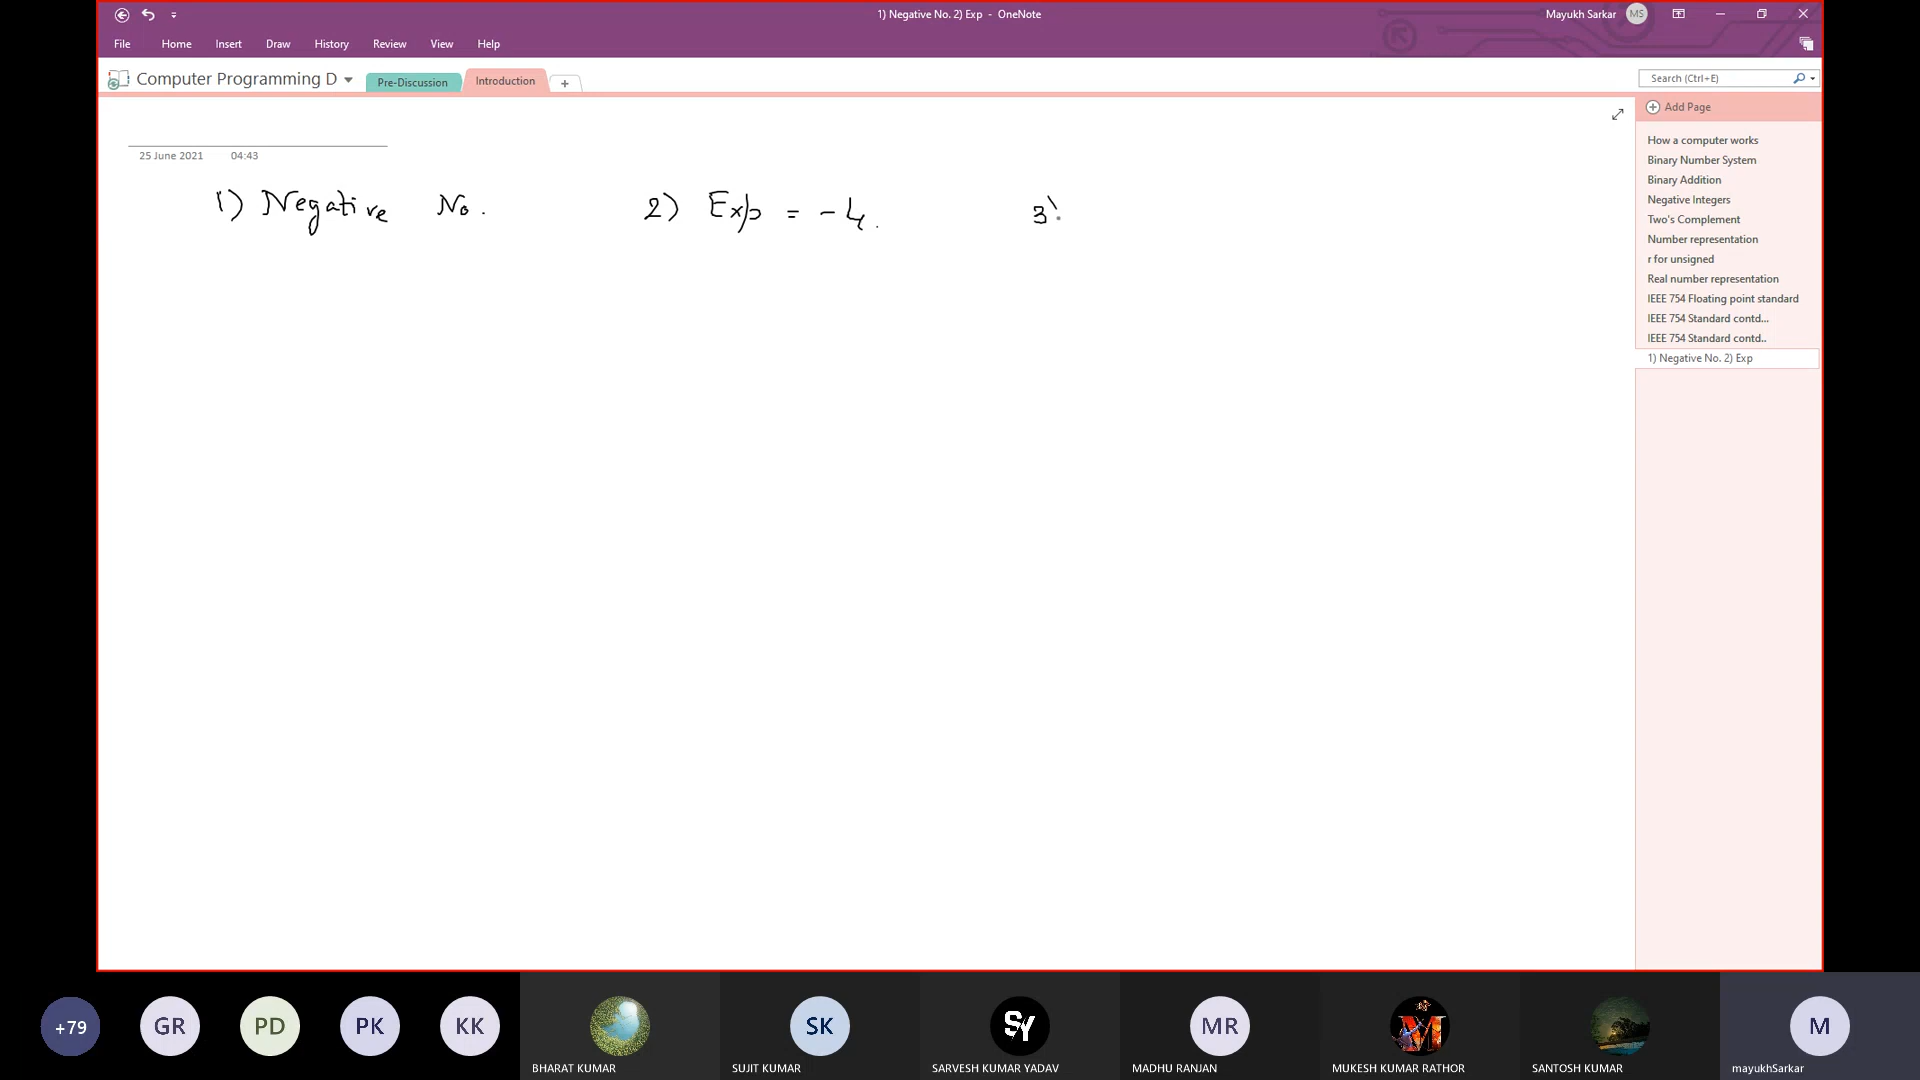 1) Negative No. 2) Exp - OneNote
Mayukh Sarkar MS
File Home Insert Draw History Review View Help
Computer Programming D Pre-Discussion Introduction +
Search (Ctrl+E)
Add Page
25 June 2021 04:43
1) Negative No. 2) Exp = -4. 3)
How a computer works
Binary Number System
Binary Addition
Negative Integers
Two's Complement
Number representation
r for unsigned
Real number representation
IEEE 754 Floating point standard
IEEE 754 Standard contd...
IEEE 754 Standard contd..
1) Negative No. 2) Exp
+79 GR PD PK KK SK SY MR M M
BHARAT KUMAR SUJIT KUMAR SARVESH KUMAR YADAV MADHU RANJAN MUKESH KUMAR RATHOR SANTOSH KUMAR mayukhSarkar